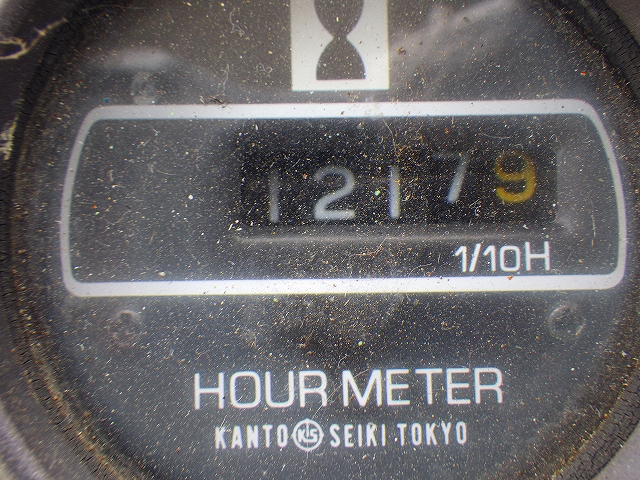 12179
1/10H
HOUR METER
KANTO KS SEIKI TOKYO